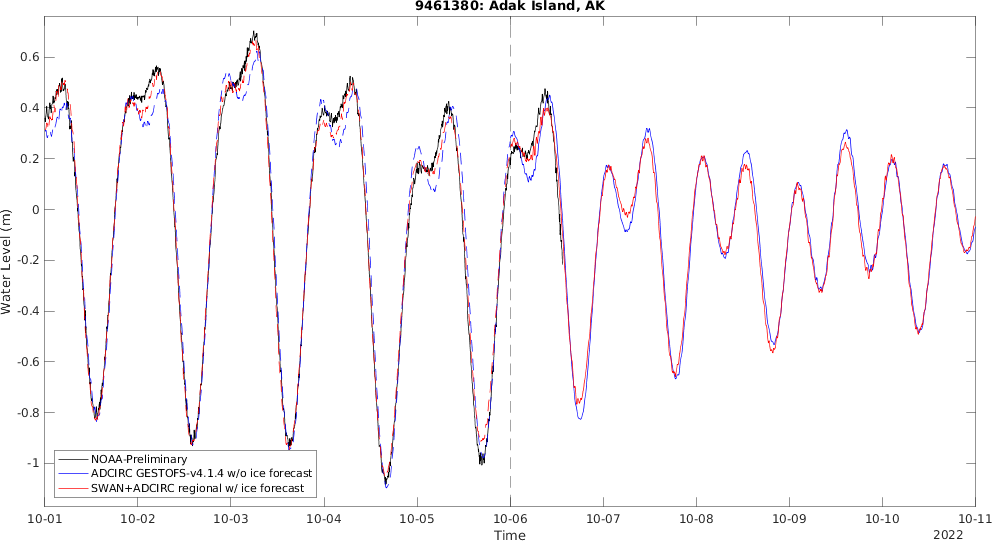 9461380: Adak Island, AK
Water Level (m)
0.6
0.4
0.2
0
-0.2
-0.4
-0.6
-0.8
-1
NOAA-Preliminary
ADCIRC GESTOFS-v4.1.4 w/o ice forecast
SWAN+ADCIRC regional w/ ice forecast
10-01 10-02 10-03 10-04 10-05 10-06 10-07 10-08 10-09 10-10 10-11
Time
2022